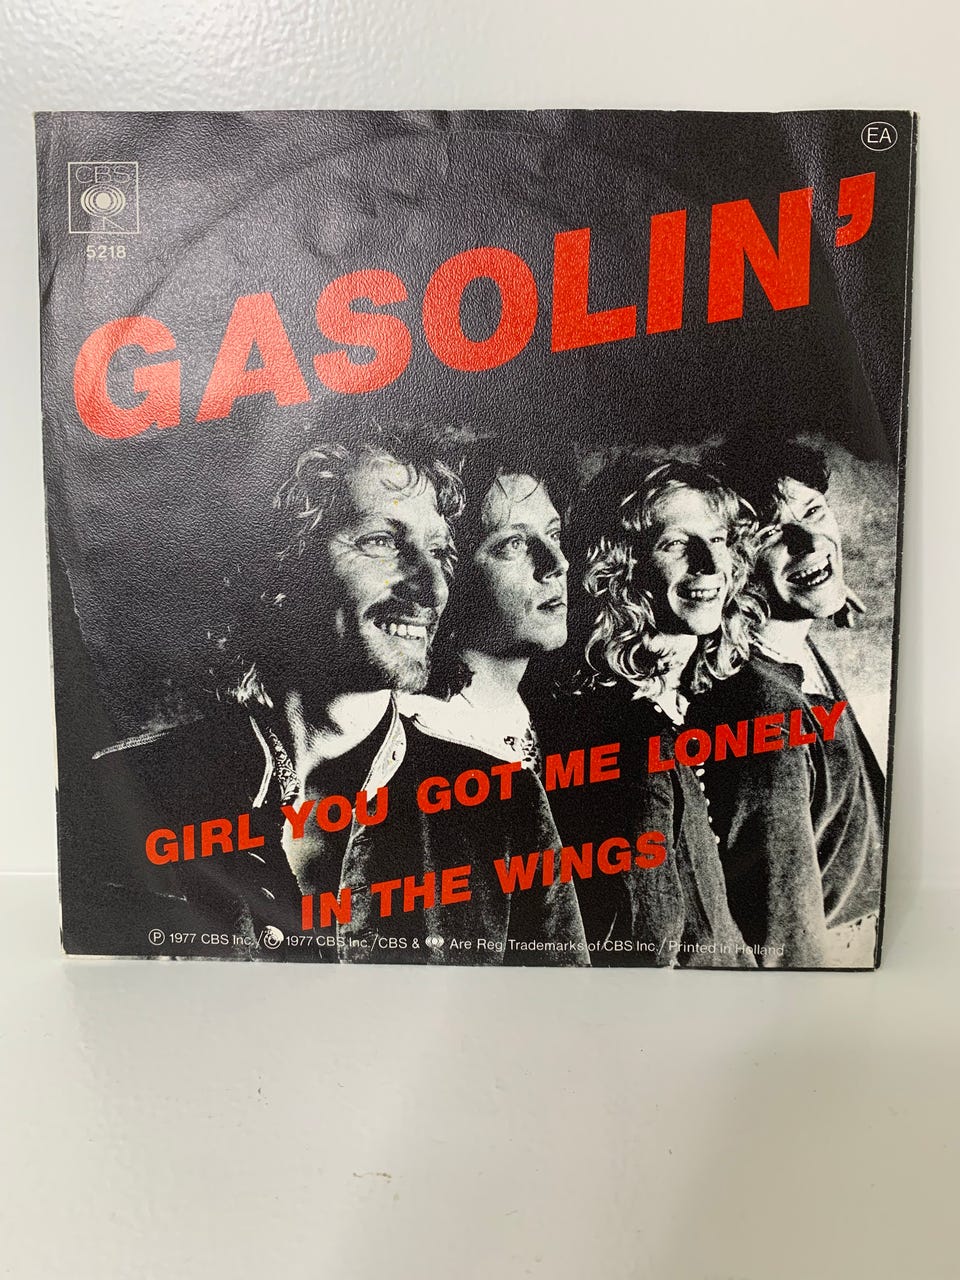 EA
CBS
5218
GASOLIN'
GIRL YOU GOT ME LONELY
IN THE WINGS
Ⓟ 1977 CBS Inc./© 1977 CBS Inc./CBS & Are Reg. Trademarks of CBS Inc./Printed in Holland